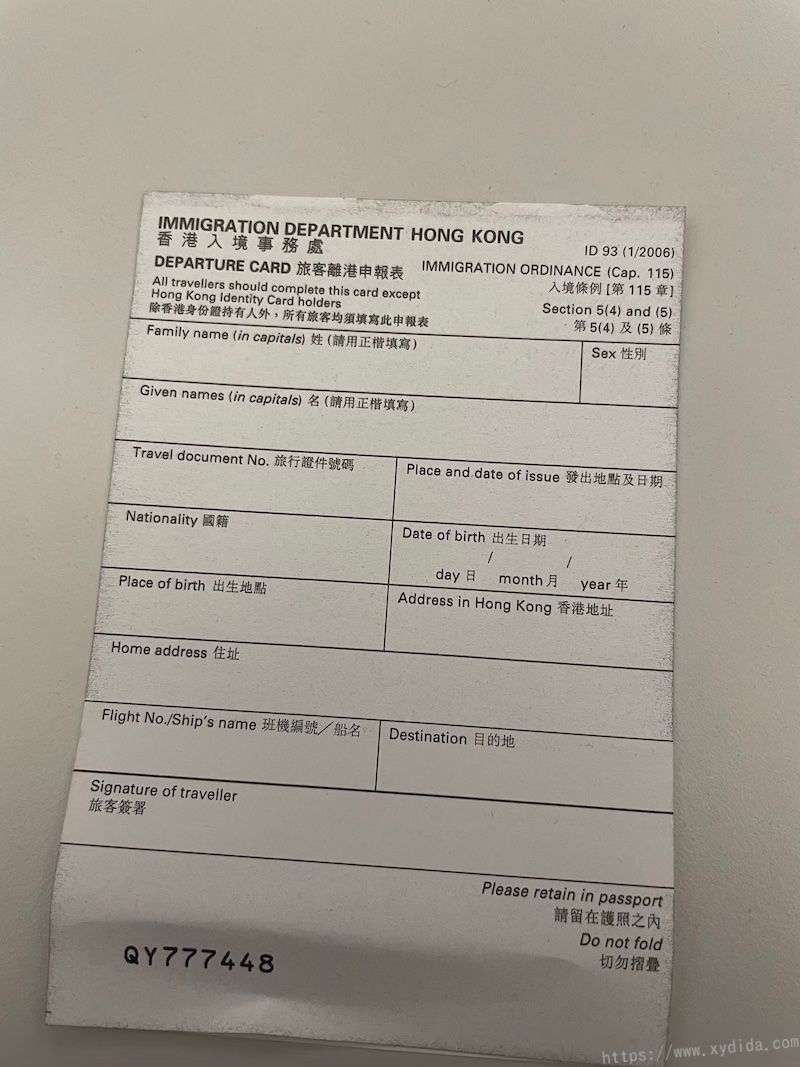 IMMIGRATION DEPARTMENT HONG KONG
香港入境事務處
ID 93 (1/2006)
DEPARTURE CARD 旅客離港申報表
IMMIGRATION ORDINANCE (Cap. 115)
入境條例 [第 115 章]
All travellers should complete this card except
Hong Kong Identity Card holders
除香港身份證持有人外，所有旅客均須填寫此申報表
Section 5(4) and (5)
第 5(4) 及 (5) 條
Family name (in capitals) 姓 (請用正楷填寫)
Sex 性別
Given names (in capitals) 名 (請用正楷填寫)
Travel document No. 旅行證件號碼
Place and date of issue 發出地點及日期
Nationality 國籍
Date of birth 出生日期
/ /
day 日 month 月 year 年
Place of birth 出生地點
Address in Hong Kong 香港地址
Home address 住址
Flight No./Ship's name 班機編號／船名
Destination 目的地
Signature of traveller
旅客簽署
Please retain in passport
請留在護照之內
Do not fold
切勿摺疊
QY777448
https://www.xydida.com